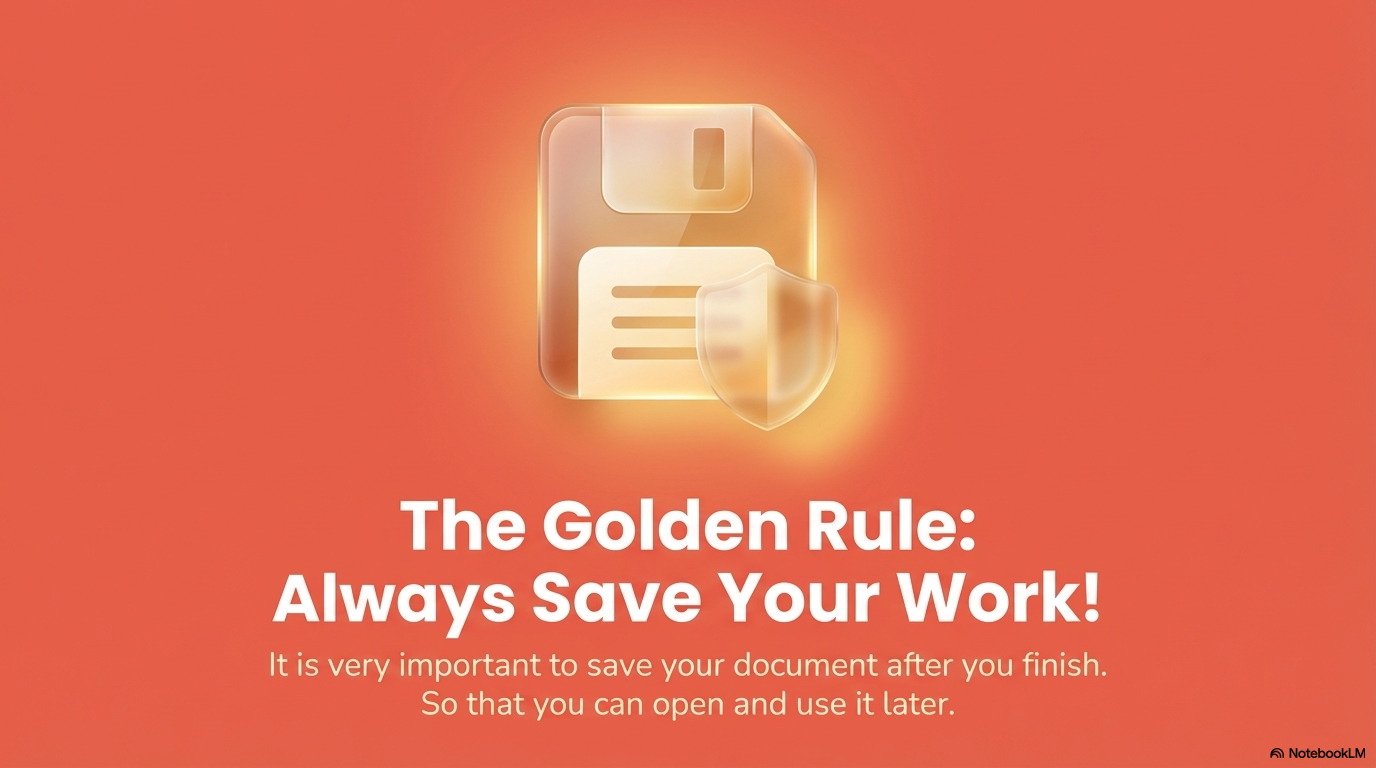 The Golden Rule:
Always Save Your Work!
It is very important to save your document after you finish.
So that you can open and use it later.
NotebookLM